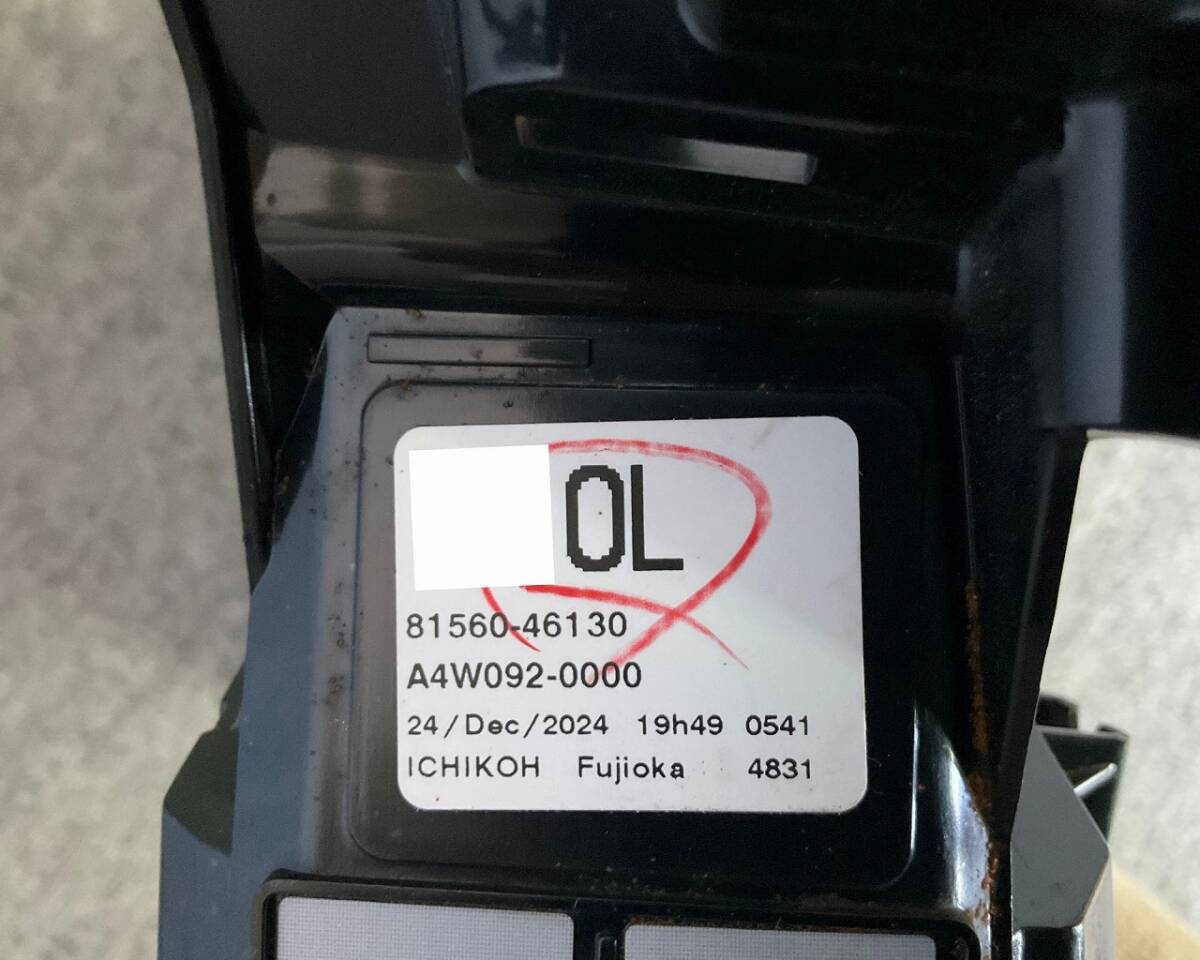 0L
81560-46130
A4W092-0000
24/Dec/2024 19h49 0541
ICHIKOH Fujioka 4831